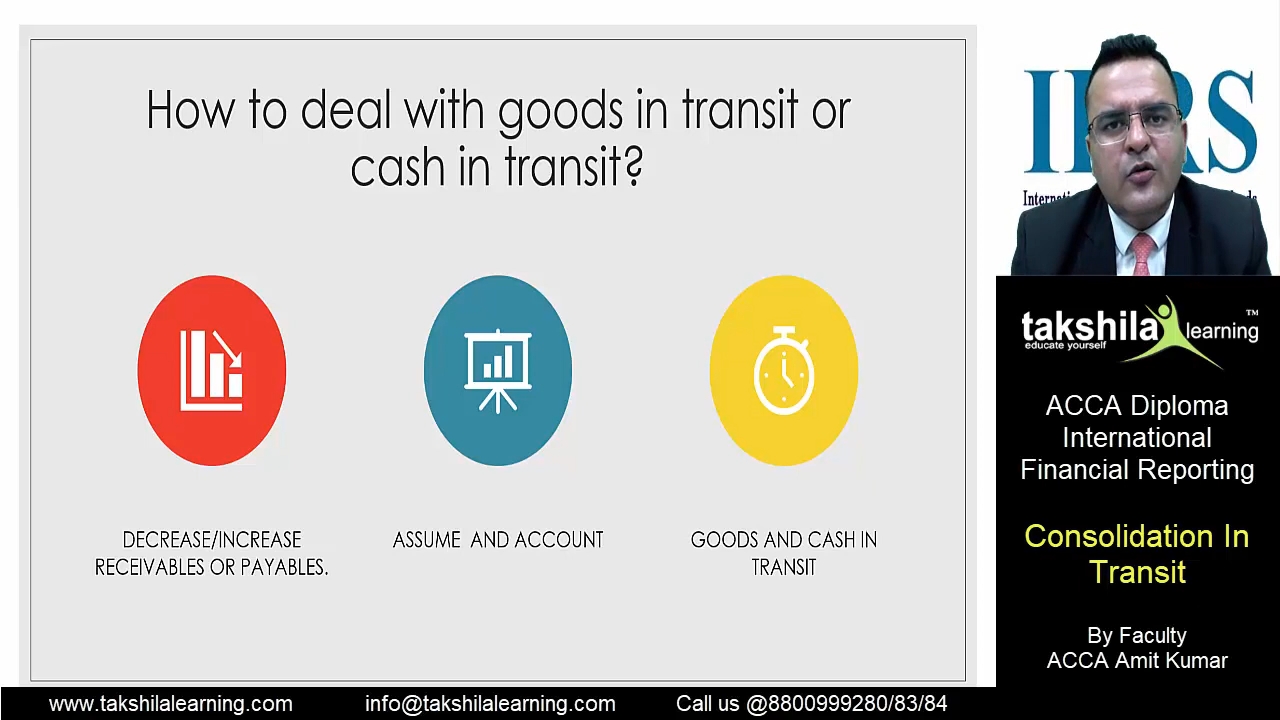 How to deal with goods in transit or
cash in transit?
DECREASE/INCREASE
RECEIVABLES OR PAYABLES.
ASSUME AND ACCOUNT
GOODS AND CASH IN
TRANSIT
takshila learning ™
educate yourself
ACCA Diploma
International
Financial Reporting
Consolidation In
Transit
By Faculty
ACCA Amit Kumar
www.takshilalearning.com info@takshilalearning.com Call us @8800999280/83/84